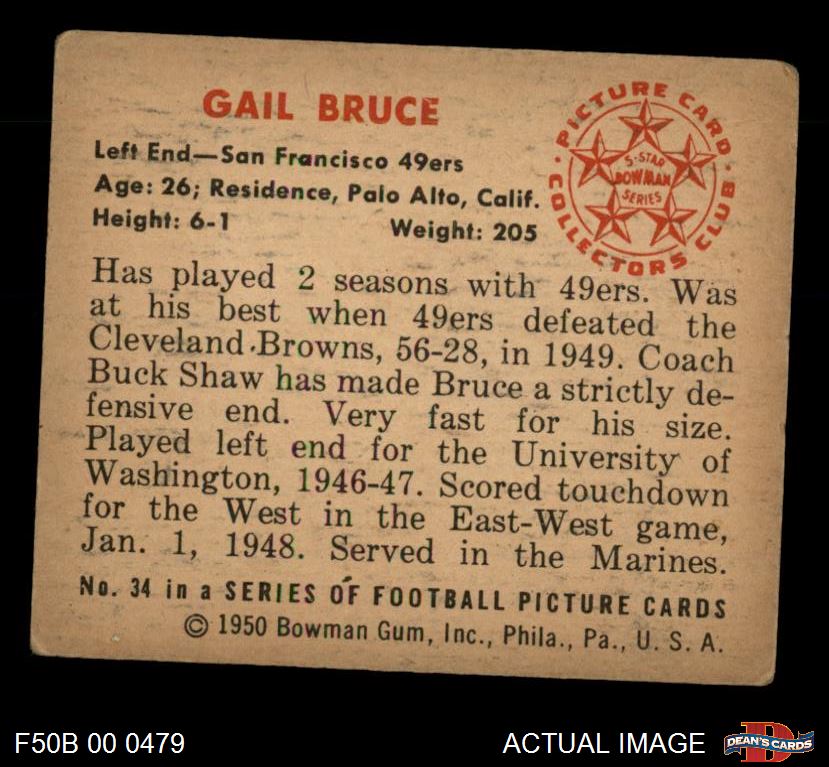 GAIL BRUCE
Left End—San Francisco 49ers
Age: 26; Residence, Palo Alto, Calif.
Height: 6-1 Weight: 205
PICTURE CARD COLLECTORS CLUB
5-STAR
BOWMAN
SERIES
Has played 2 seasons with 49ers. Was
at his best when 49ers defeated the
Cleveland Browns, 56-28, in 1949. Coach
Buck Shaw has made Bruce a strictly de-
fensive end. Very fast for his size.
Played left end for the University of
Washington, 1946-47. Scored touchdown
for the West in the East-West game,
Jan. 1, 1948. Served in the Marines.
No. 34 in a SERIES OF FOOTBALL PICTURE CARDS
© 1950 Bowman Gum, Inc., Phila., Pa., U. S. A.
F50B 00 0479
ACTUAL IMAGE
DEAN'S CARDS